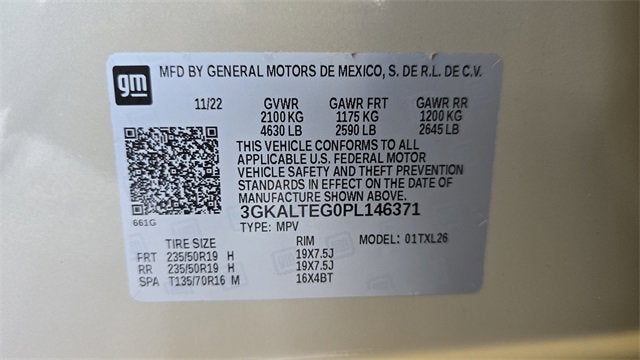 gm
MFD BY GENERAL MOTORS DE MEXICO, S. DE R.L. DE C.V.
11/22 GVWR GAWR FRT GAWR RR
2100 KG 1175 KG 1200 KG
4630 LB 2590 LB 2645 LB
THIS VEHICLE CONFORMS TO ALL
APPLICABLE U.S. FEDERAL MOTOR
VEHICLE SAFETY AND THEFT PREVENTION
STANDARDS IN EFFECT ON THE DATE OF
MANUFACTURE SHOWN ABOVE.
661G
3GKALTEG0PL146371
TYPE: MPV
TIRE SIZE RIM MODEL: 01TXL26
FRT 235/50R19 H 19X7.5J
RR 235/50R19 H 19X7.5J
SPA T135/70R16 M 16X4BT